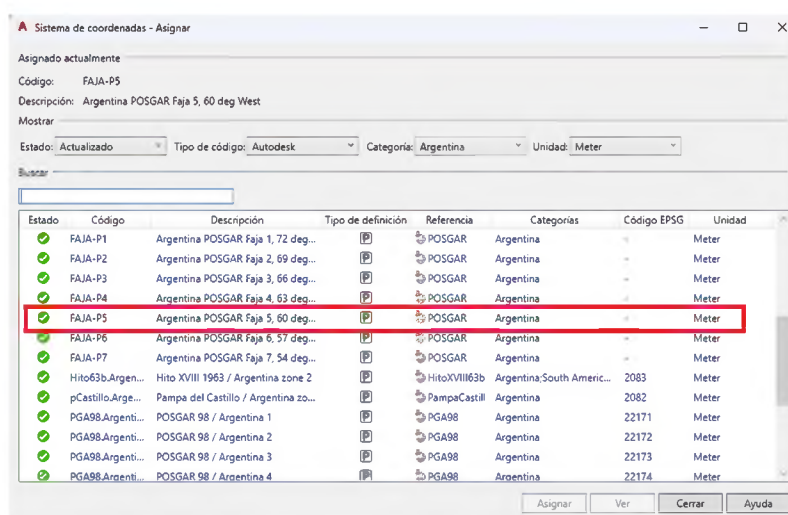 Sistema de coordenadas - Asignar
Asignado actualmente
Código: FAJA-P5
Descripción: Argentina POSGAR Faja 5, 60 deg West
Mostrar
Estado: Actualizado Tipo de código: Autodesk Categoría: Argentina Unidad: Meter
Buscar
Estado Código Descripción Tipo de definición Referencia Categorías Código EPSG Unidad
FAJA-P1 Argentina POSGAR Faja 1, 72 deg... P POSGAR Argentina Meter
FAJA-P2 Argentina POSGAR Faja 2, 69 deg... P POSGAR Argentina Meter
FAJA-P3 Argentina POSGAR Faja 3, 66 deg... P POSGAR Argentina Meter
FAJA-P4 Argentina POSGAR Faja 4, 63 deg... P POSGAR Argentina Meter
FAJA-P5 Argentina POSGAR Faja 5, 60 deg... P POSGAR Argentina Meter
FAJA-P6 Argentina POSGAR Faja 6, 57 deg... P POSGAR Argentina Meter
FAJA-P7 Argentina POSGAR Faja 7, 54 deg... P POSGAR Argentina Meter
Hito63b.Argen... Hito XVIII 1963 / Argentina zone 2 P HitoXVIII63b Argentina;South Americ... 2083 Meter
pCastillo.Arge... Pampa del Castillo / Argentina zo... P PampaCastill Argentina 2082 Meter
PGA98.Argenti... POSGAR 98 / Argentina 1 P PGA98 Argentina 22171 Meter
PGA98.Argenti... POSGAR 98 / Argentina 2 P PGA98 Argentina 22172 Meter
PGA98.Argenti... POSGAR 98 / Argentina 3 P PGA98 Argentina 22173 Meter
PGA98.Argenti... POSGAR 98 / Argentina 4 P PGA98 Argentina 22174 Meter
Asignar Ver Cerrar Ayuda